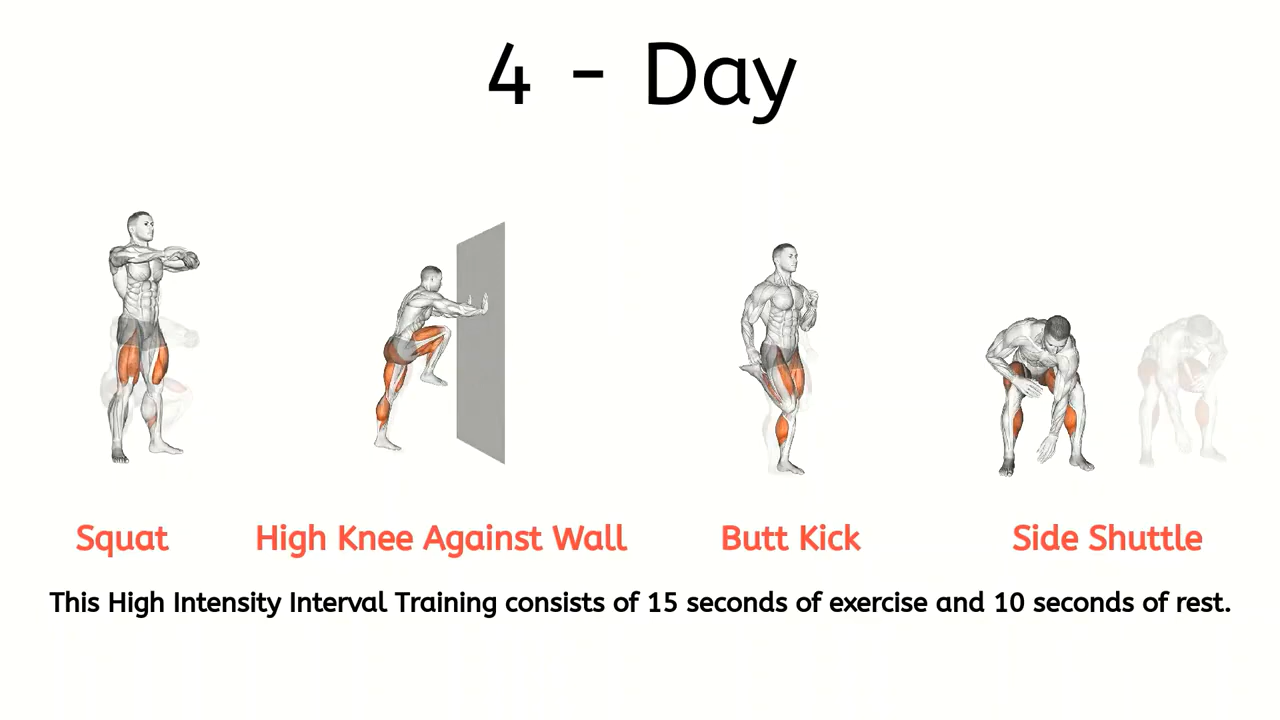 4 - Day
Squat
High Knee Against Wall
Butt Kick
Side Shuttle
This High Intensity Interval Training consists of 15 seconds of exercise and 10 seconds of rest.